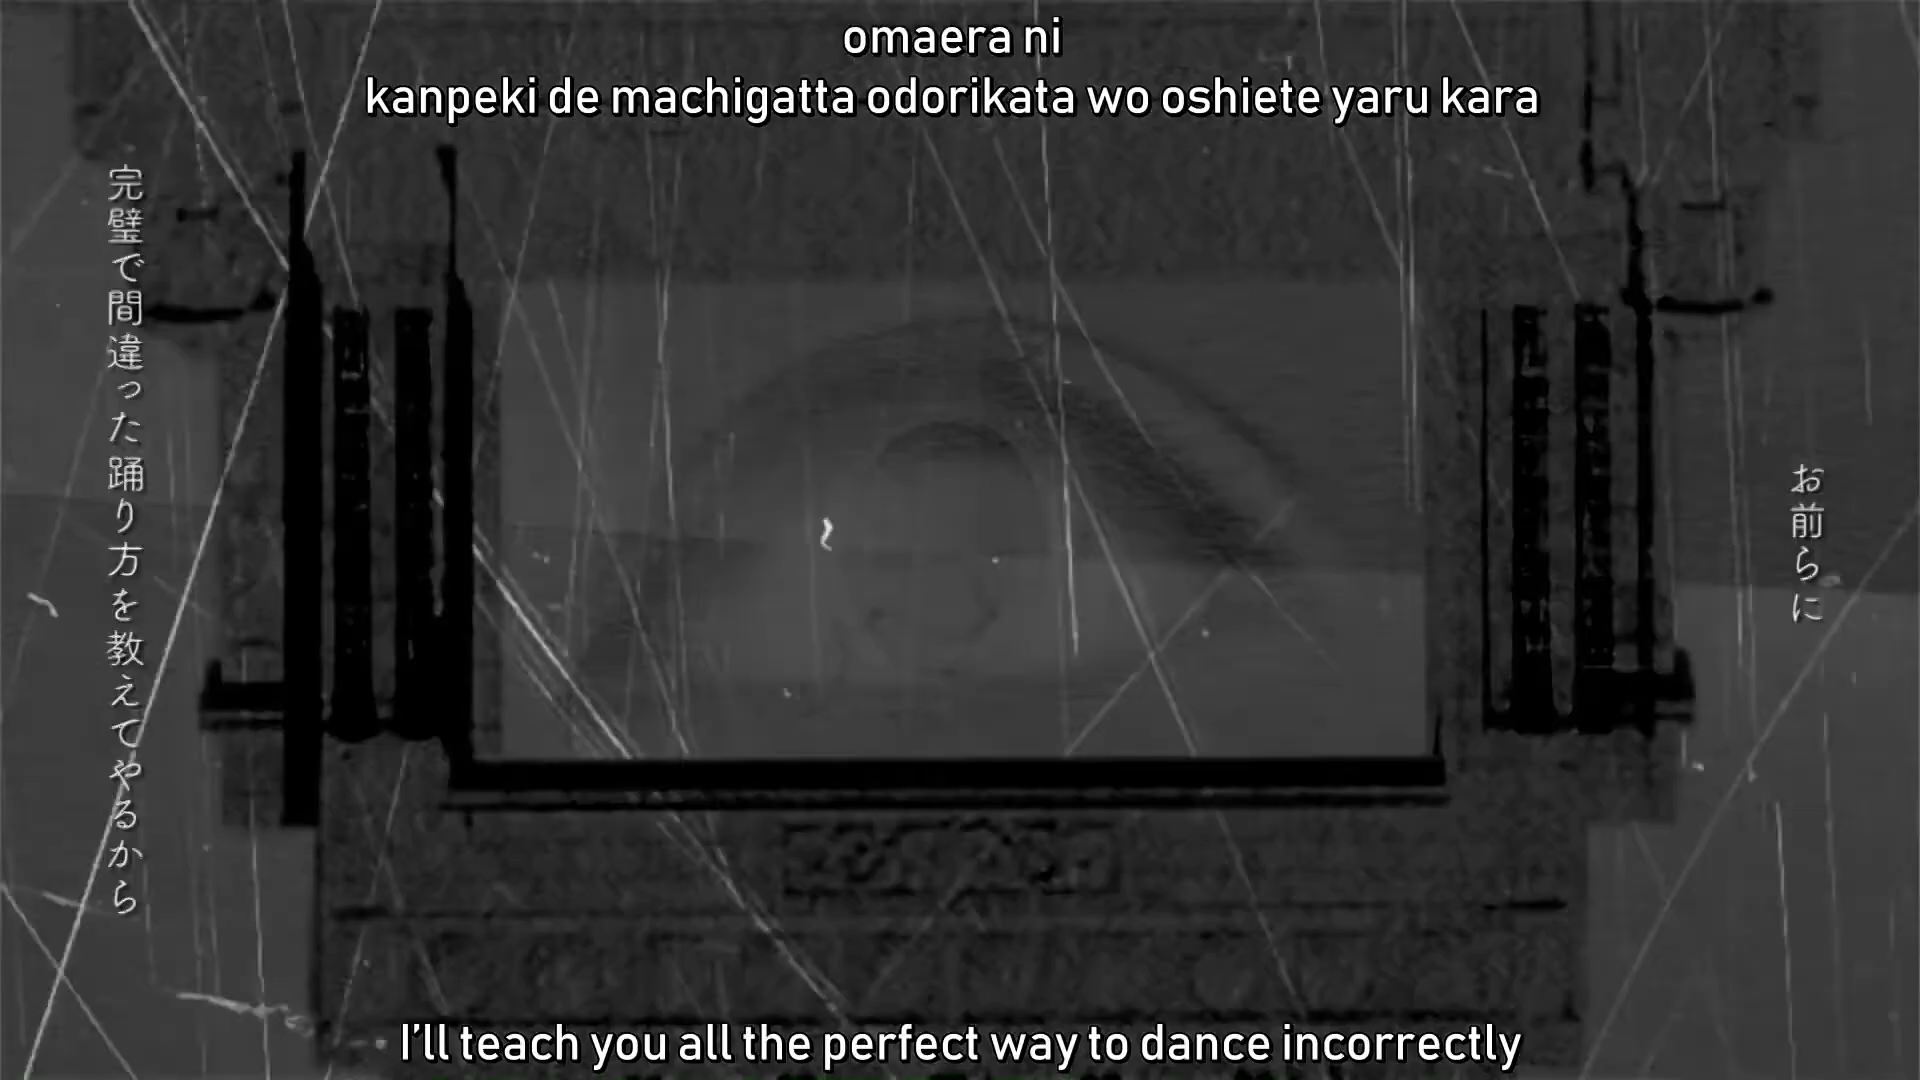 omaera ni
kanpeki de machigatta odorikata wo oshiete yaru kara
お前らに
完璧で間違った踊り方を教えてやるから
I'll teach you all the perfect way to dance incorrectly